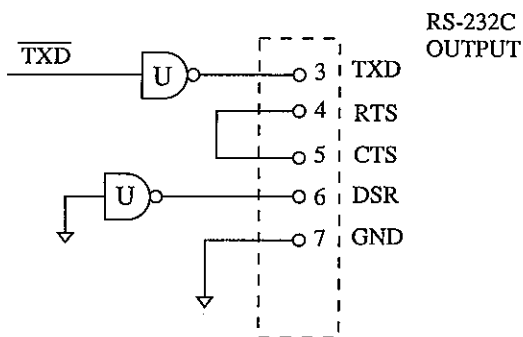 RS-232C
OUTPUT
TXD
U
3 TXD
4 RTS
5 CTS
U
6 DSR
7 GND